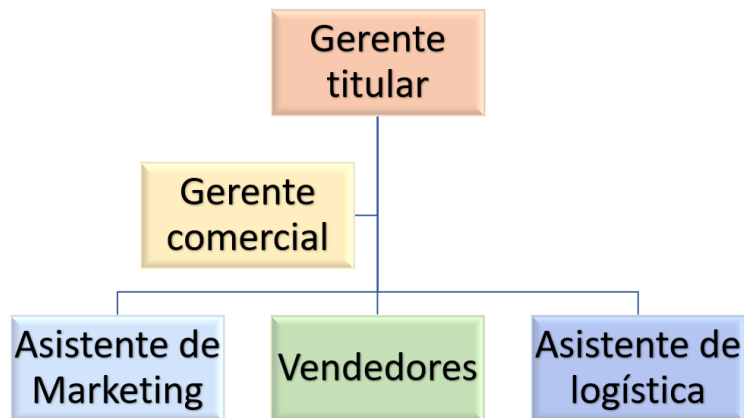 Gerente
titular
Gerente
comercial
Asistente de
Marketing
Vendedores
Asistente de
logística